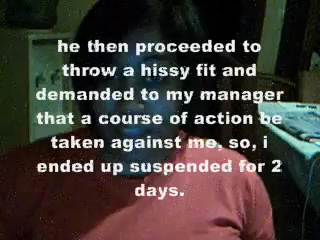 he then proceeded to
throw a hissy fit and
demanded to my manager
that a course of action be
taken against me, so, i
ended up suspended for 2
days.